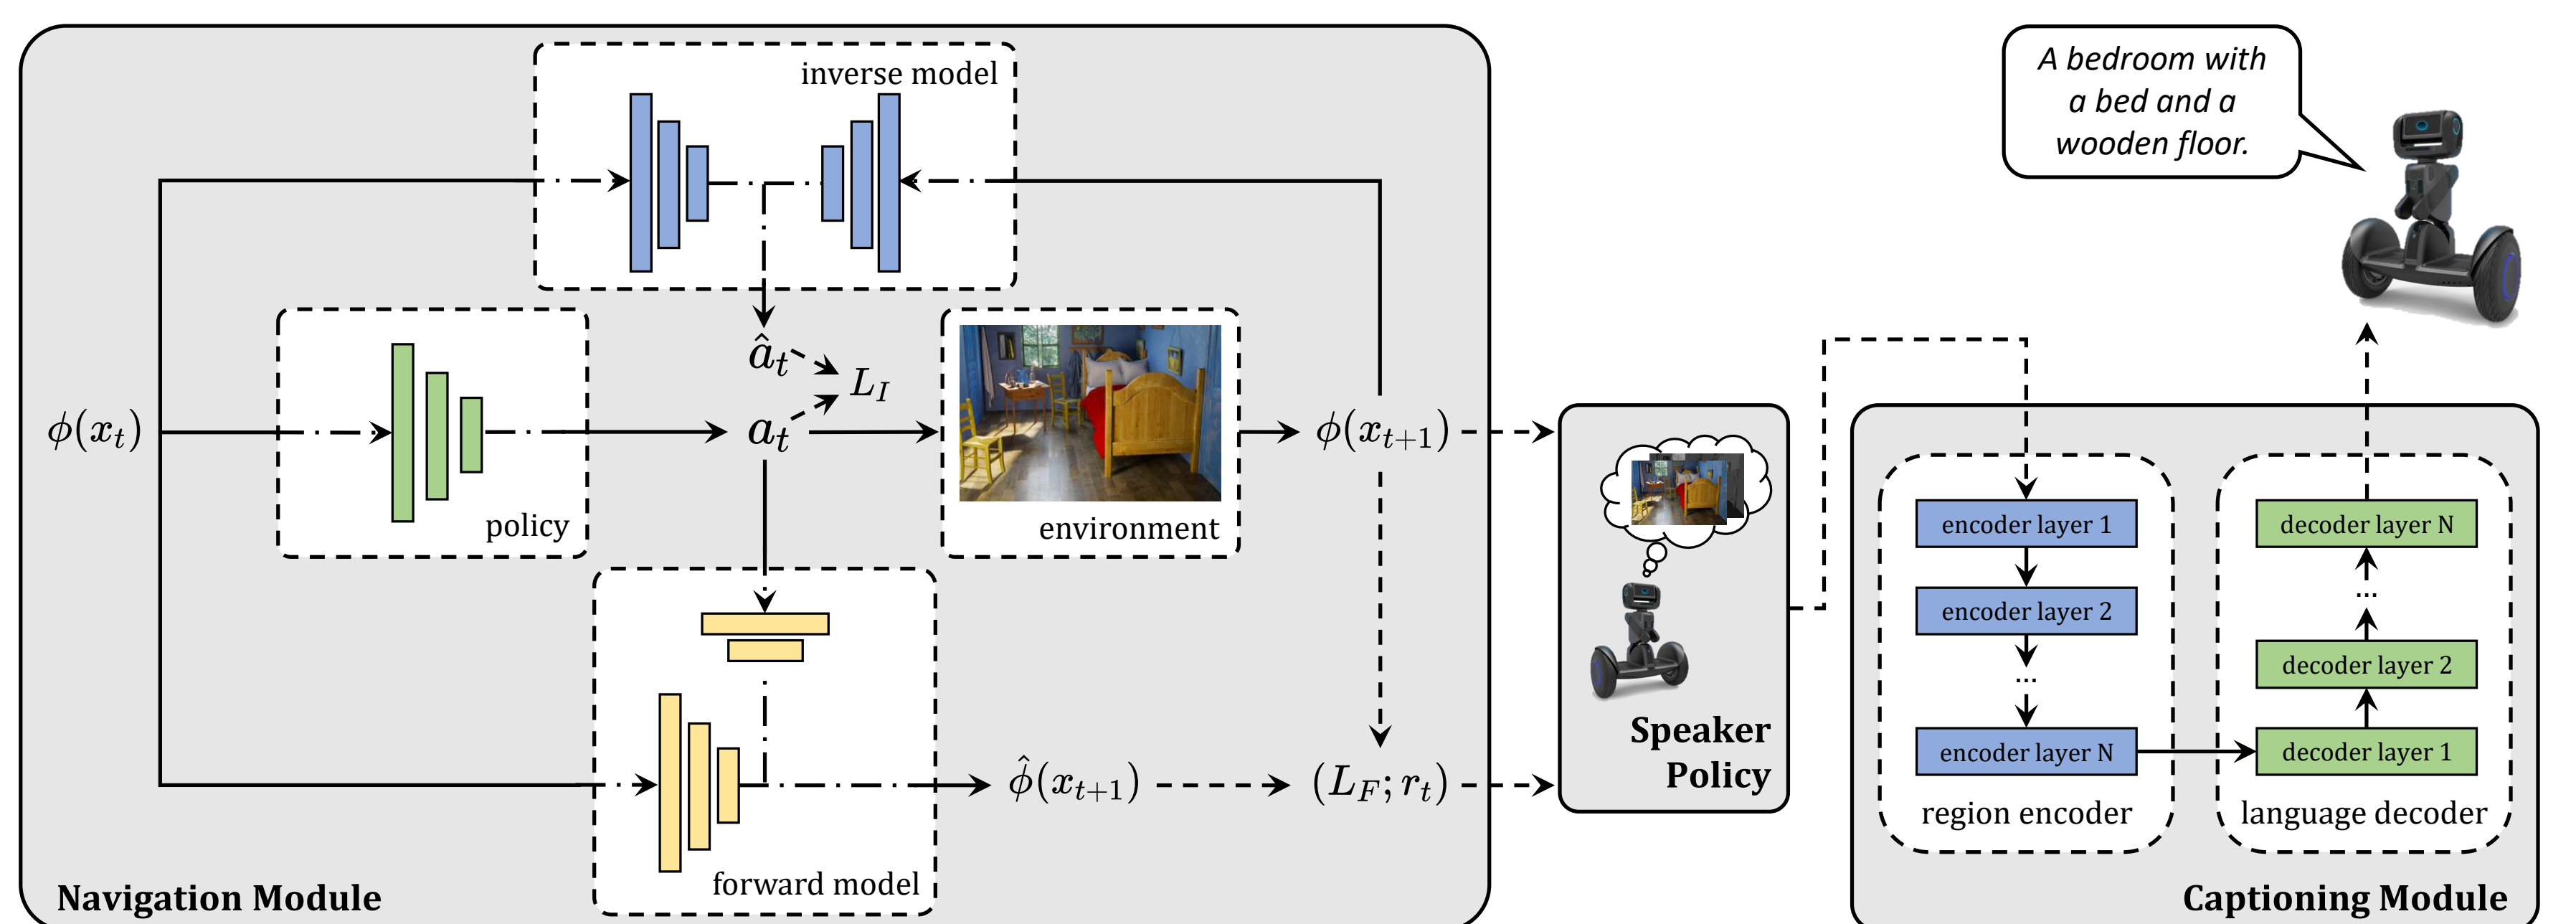 inverse model
A bedroom with
a bed and a
wooden floor.
â_t
L_I
ϕ(x_t)
a_t
ϕ(x_{t+1})
policy
environment
ϕ̂(x_{t+1})
(L_F; r_t)
forward model
Navigation Module
Speaker
Policy
encoder layer 1
encoder layer 2
...
encoder layer N
region encoder
decoder layer N
...
decoder layer 2
decoder layer 1
language decoder
Captioning Module